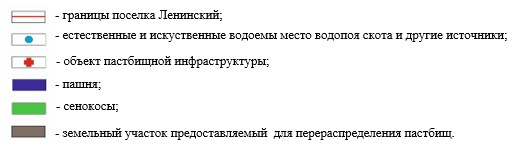 - границы поселка Ленинский;
- естественные и искуственные водоемы место водопоя скота и другие источники;
- объект пастбищной инфраструктуры;
- пашня;
- сенокосы;
- земельный участок предоставляемый для перераспределения пастбищ.